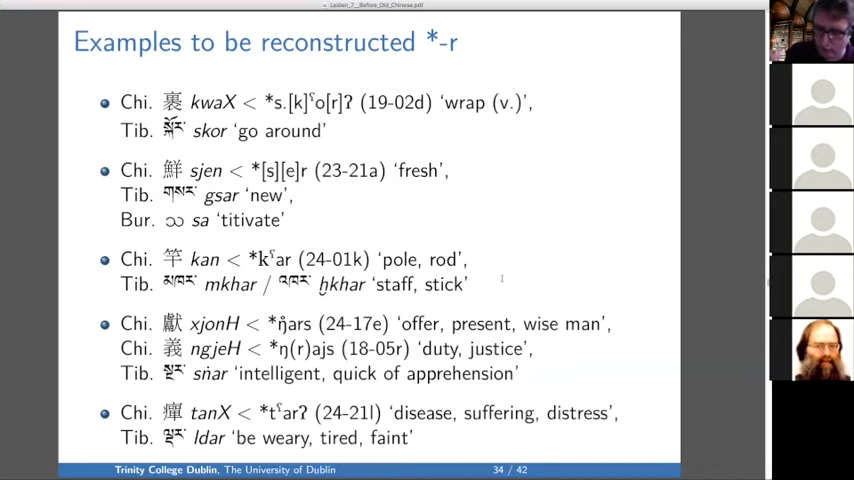 Leiden_7__Before_Old_Chinese.pdf
Examples to be reconstructed *-r
Chi. 裹 kwaX < *s.[k]ˤo[r]ʔ (19-02d) ‘wrap (v.)’,
Tib. སྐོར་ skor ‘go around’
Chi. 鮮 sjen < *[s][e]r (23-21a) ‘fresh’,
Tib. གསར་ gsar ‘new’,
Bur. သ sa ‘titivate’
Chi. 竿 kan < *kˤar (24-01k) ‘pole, rod’,
Tib. མཁར་ mkhar / འཁར་ ḫkhar ‘staff, stick’
Chi. 獻 xjonH < *ŋ̊ars (24-17e) ‘offer, present, wise man’,
Chi. 義 ngjeH < *ŋ(r)ajs (18-05r) ‘duty, justice’,
Tib. སྔར་ sṅar ‘intelligent, quick of apprehension’
Chi. 癉 tanX < *tˤarʔ (24-21l) ‘disease, suffering, distress’,
Tib. ལྡར་ ldar ‘be weary, tired, faint’
Trinity College Dublin, The University of Dublin 34 / 42